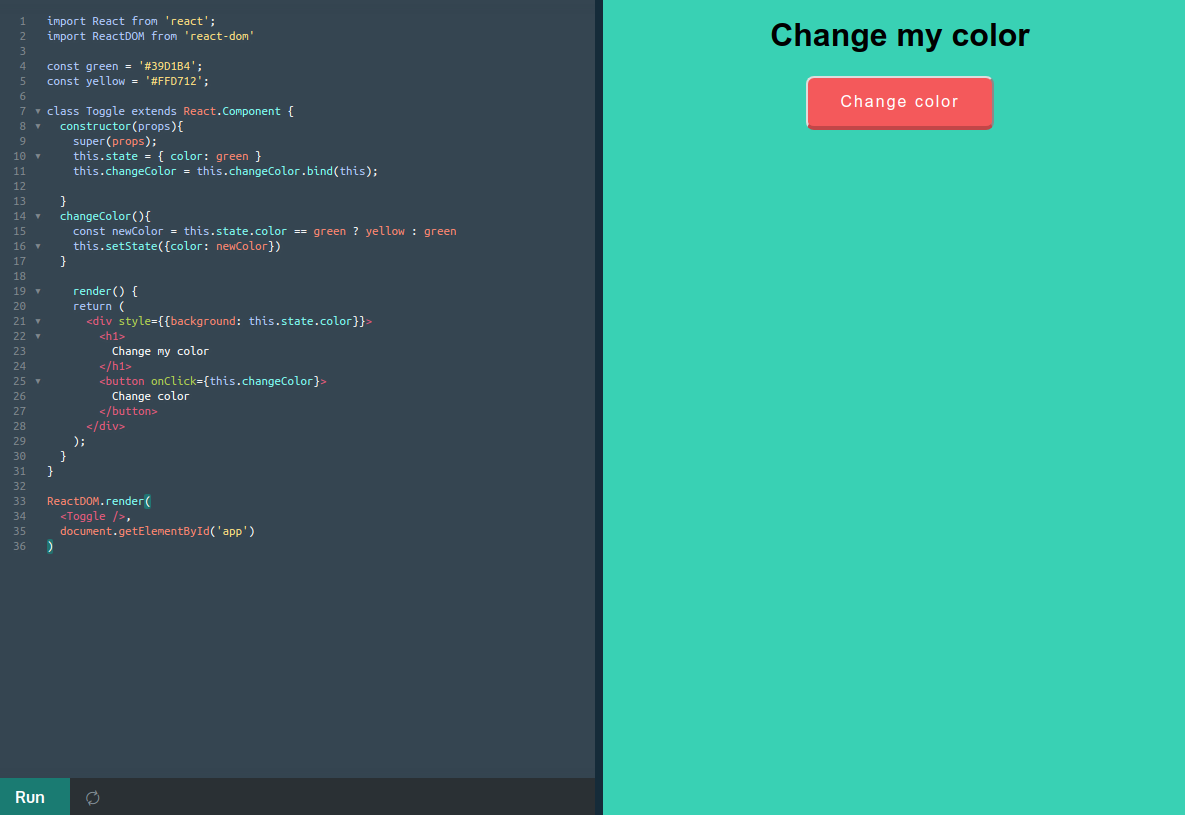 1 import React from 'react';
2 import ReactDOM from 'react-dom'
3
4 const green = '#39D1B4';
5 const yellow = '#FFD712';
6
7 class Toggle extends React.Component {
8 constructor(props){
9 super(props);
10 this.state = { color: green }
11 this.changeColor = this.changeColor.bind(this);
12
13 }
14 changeColor(){
15 const newColor = this.state.color == green ? yellow : green
16 this.setState({color: newColor})
17 }
18
19 render() {
20 return (
21 <div style={{background: this.state.color}}>
22 <h1>
23 Change my color
24 </h1>
25 <button onClick={this.changeColor}>
26 Change color
27 </button>
28 </div>
29 );
30 }
31 }
32
33 ReactDOM.render(
34 <Toggle />,
35 document.getElementById('app')
36 )
Run
Change my color
Change color